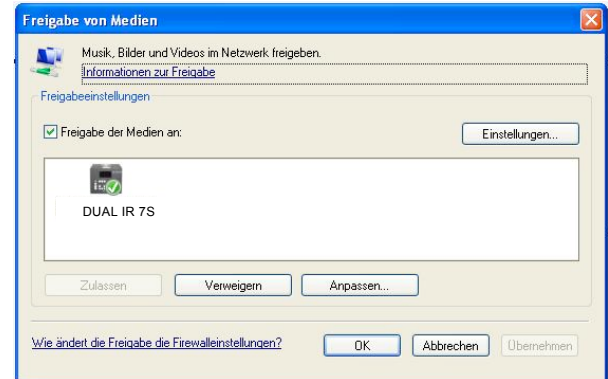 Freigabe von Medien
Musik, Bilder und Videos im Netzwerk freigeben.
Informationen zur Freigabe
Freigabeeinstellungen
Freigabe der Medien an:
Einstellungen...
DUAL IR 7S
Zulassen
Verweigern
Anpassen...
Wie ändert die Freigabe die Firewalleinstellungen?
OK
Abbrechen
Übernehmen